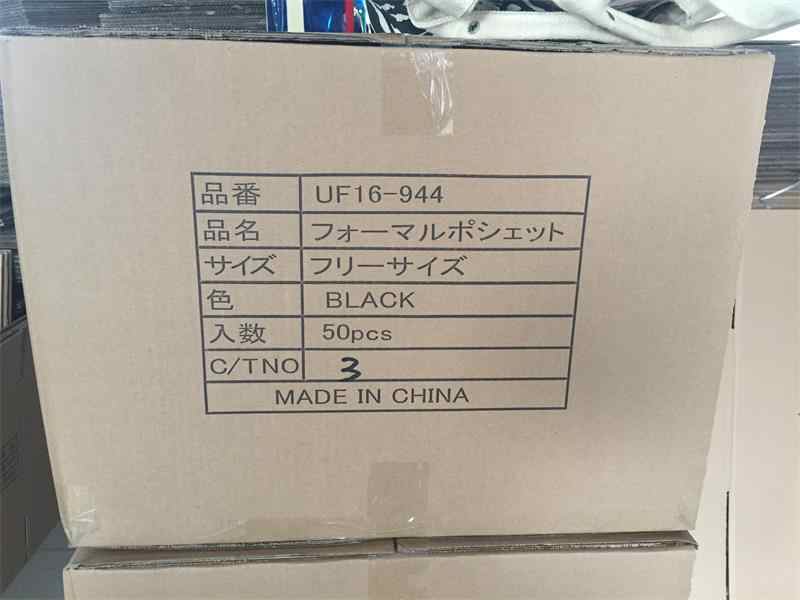 品番 UF16-944
品名 フォーマルポシェット
サイズ フリーサイズ
色 BLACK
入数 50pcs
C/TNO 3
MADE IN CHINA